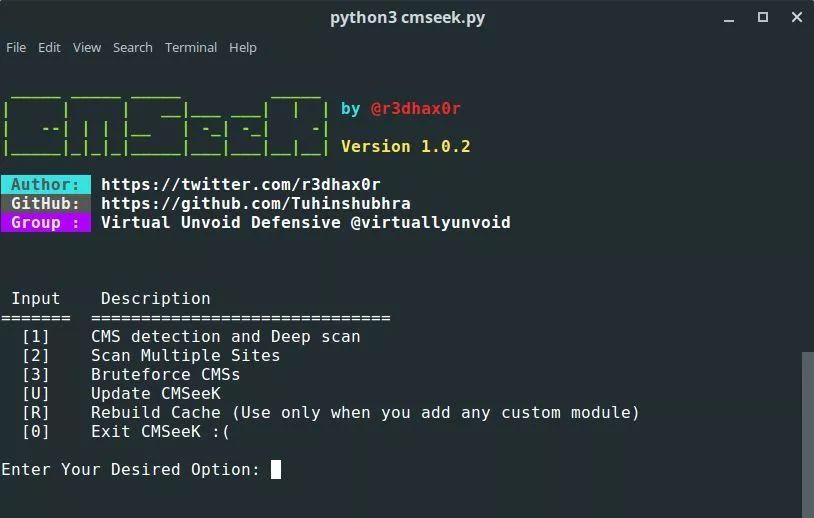 python3 cmseek.py
File Edit View Search Terminal Help
CMSeeK by @r3dhax0r
Version 1.0.2
Author: https://twitter.com/r3dhax0r
GitHub: https://github.com/Tuhinshubhra
Group : Virtual Unvoid Defensive @virtuallyunvoid
Input Description
======= ==============================
[1] CMS detection and Deep scan
[2] Scan Multiple Sites
[3] Bruteforce CMSs
[U] Update CMSeeK
[R] Rebuild Cache (Use only when you add any custom module)
[0] Exit CMSeeK :(
Enter Your Desired Option: